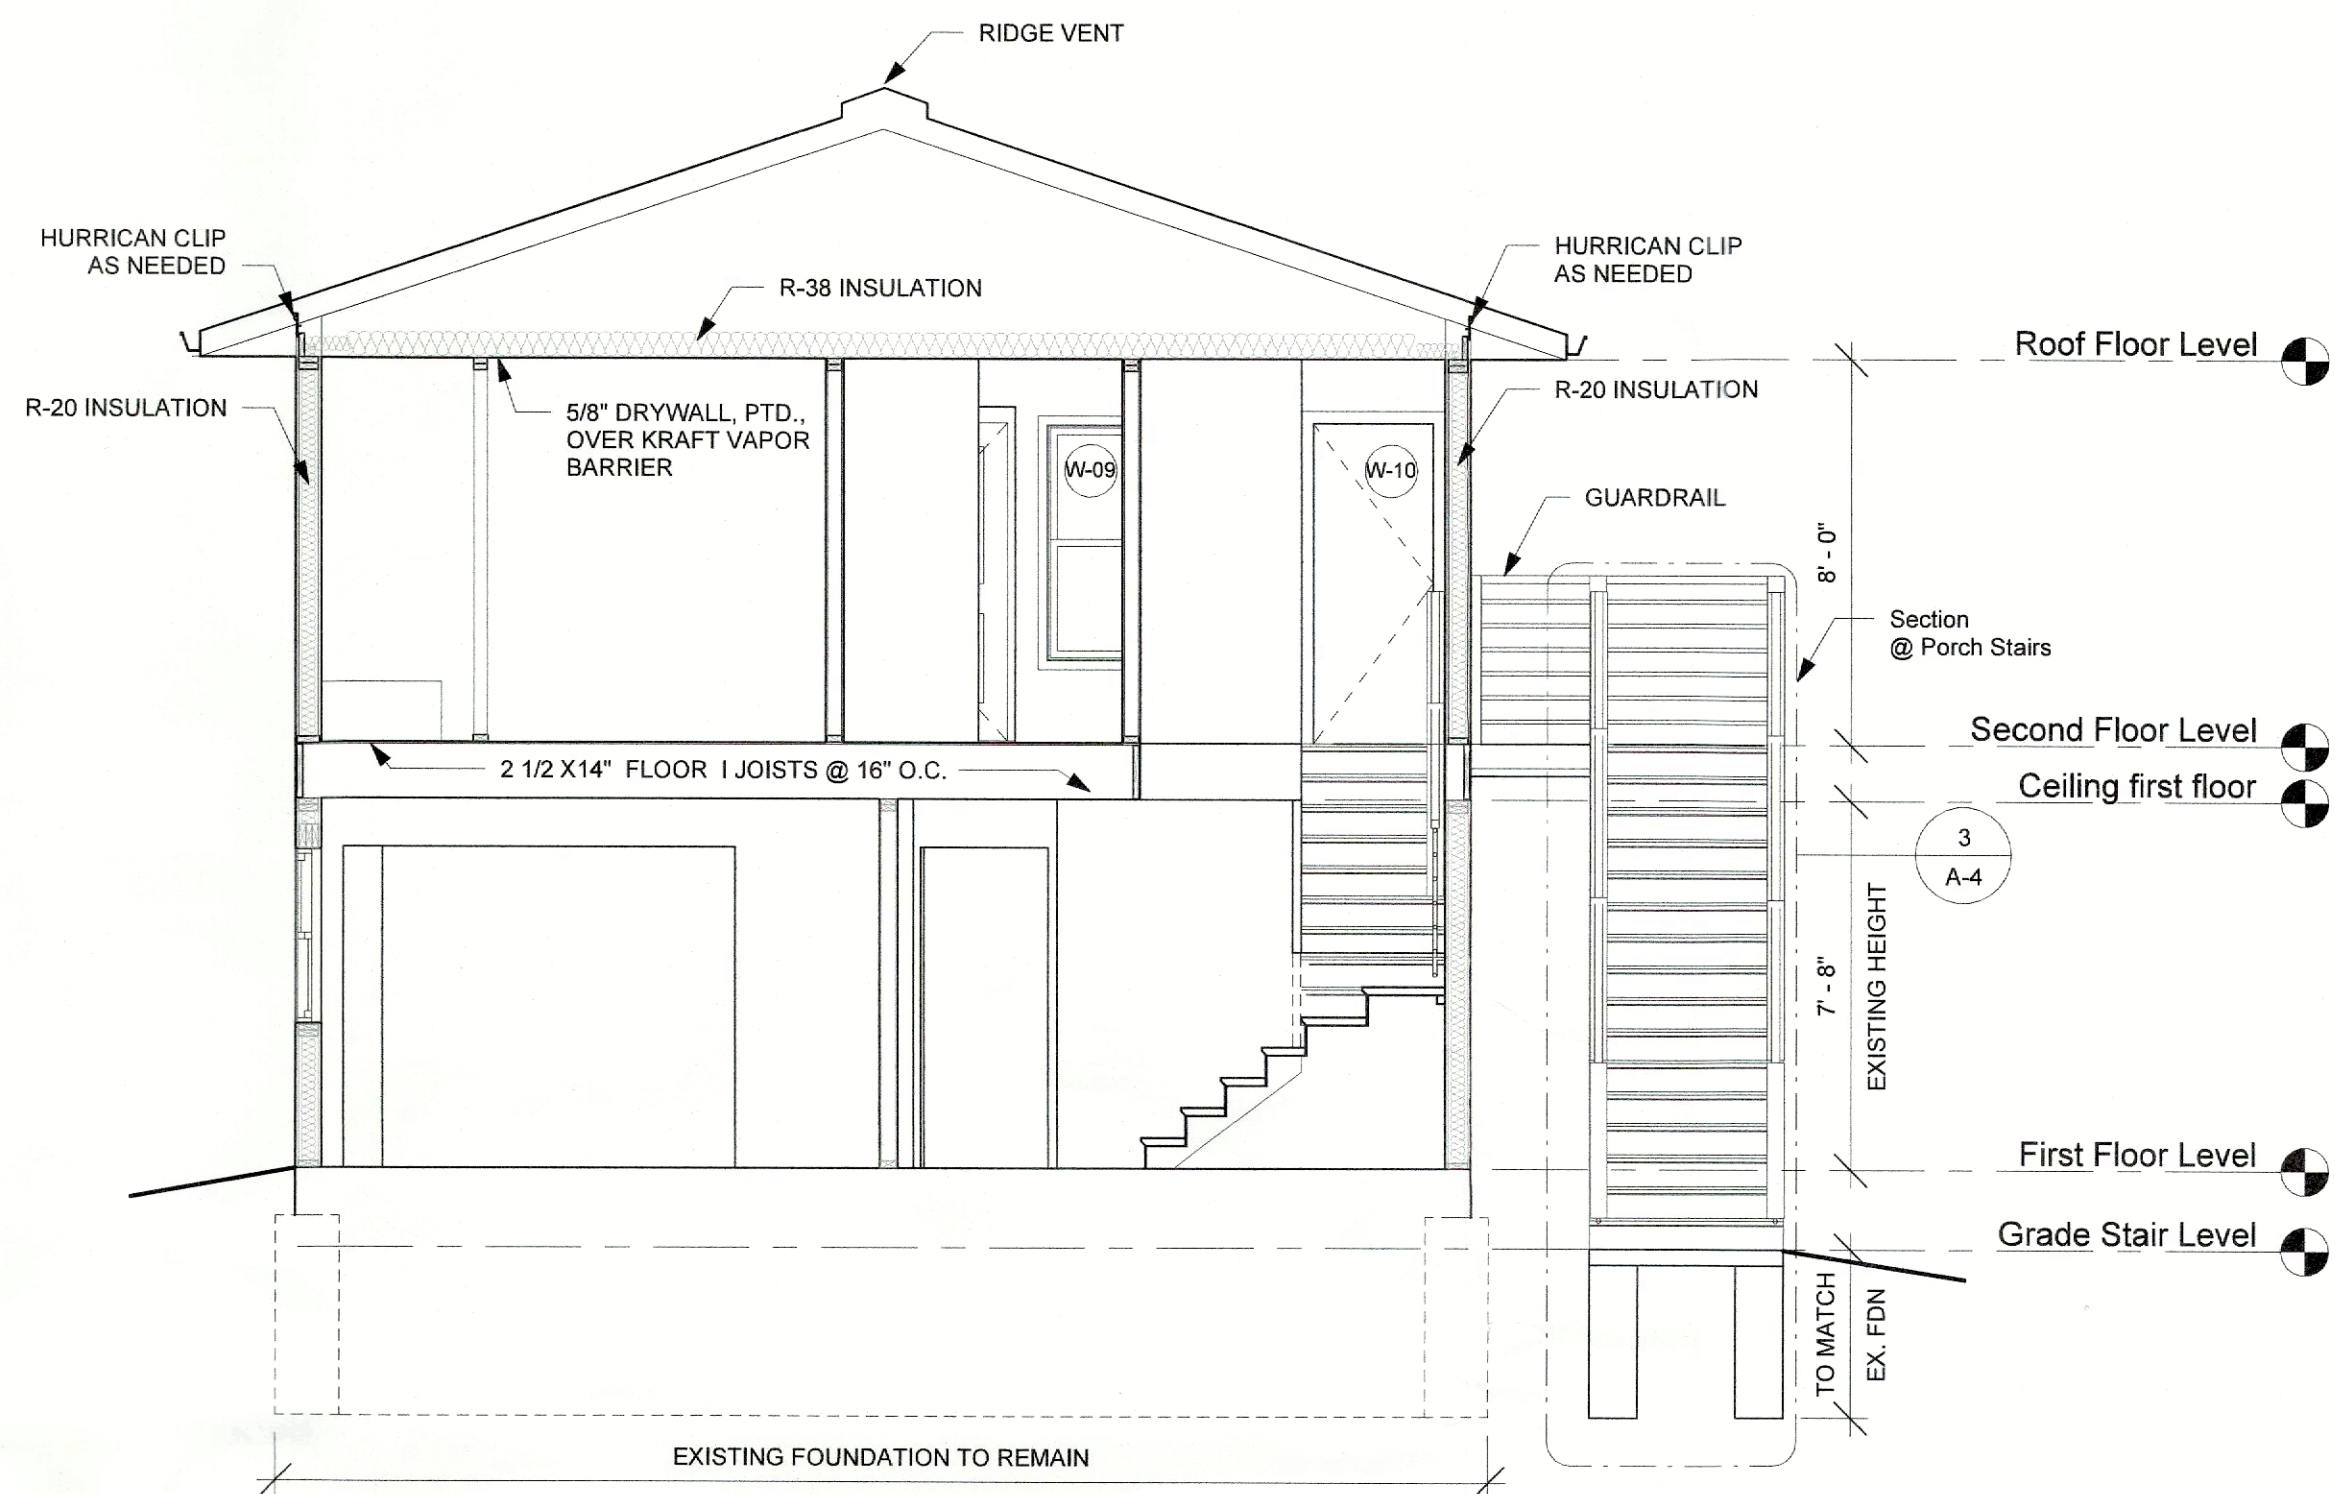 RIDGE VENT
HURRICAN CLIP
AS NEEDED
HURRICAN CLIP
AS NEEDED
R-38 INSULATION
Roof Floor Level
R-20 INSULATION
5/8" DRYWALL, PTD.,
OVER KRAFT VAPOR
BARRIER
R-20 INSULATION
W-09
W-10
GUARDRAIL
8' - 0"
Section
@ Porch Stairs
Second Floor Level
2 1/2 X14" FLOOR I JOISTS @ 16" O.C.
Ceiling first floor
3
A-4
7' - 8"
EXISTING HEIGHT
First Floor Level
Grade Stair Level
TO MATCH
EX. FDN
EXISTING FOUNDATION TO REMAIN